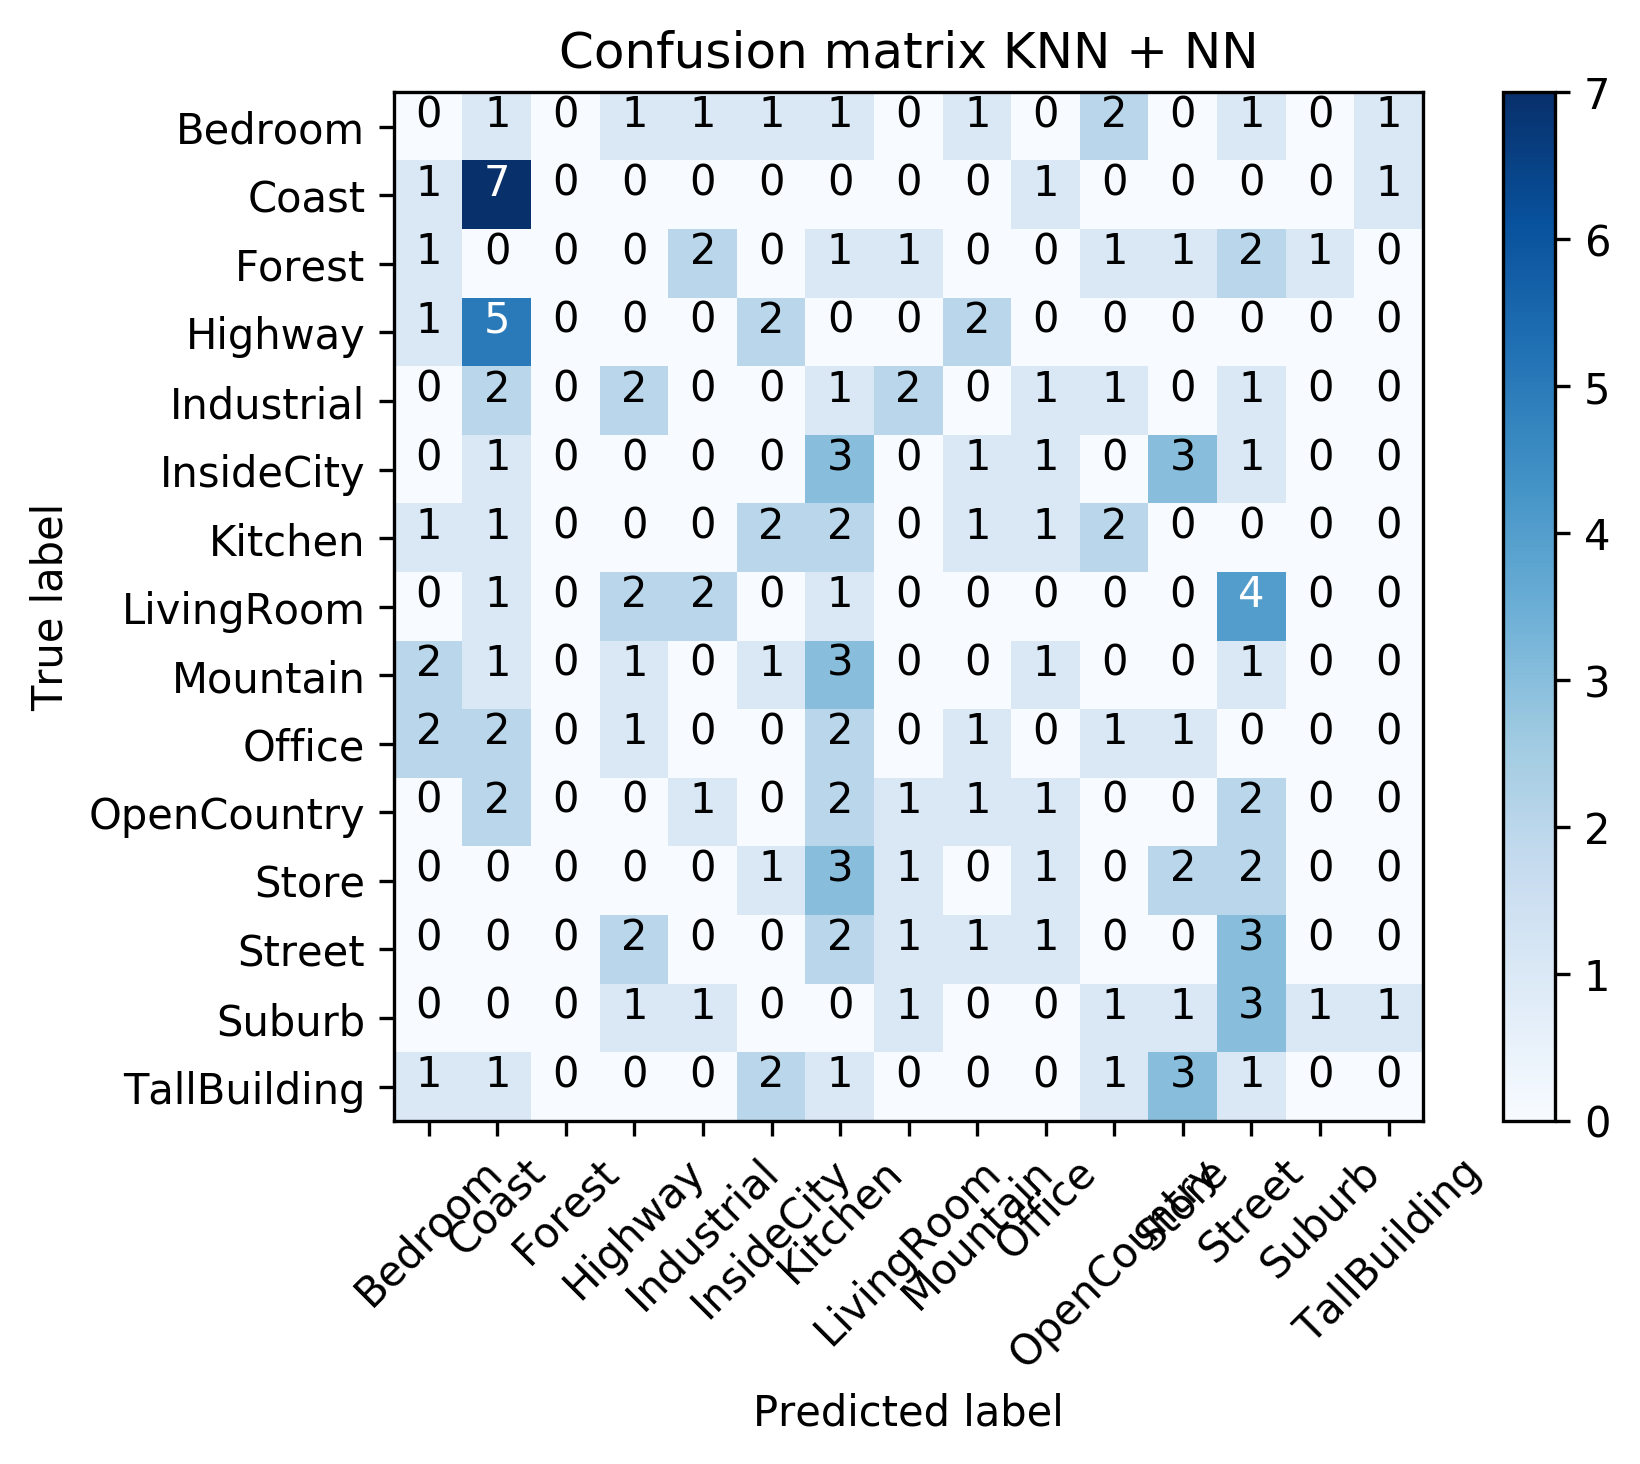 Confusion matrix KNN + NN
True label
Bedroom 0 1 0 1 1 1 1 0 1 0 2 0 1 0 1
Coast 1 7 0 0 0 0 0 0 0 1 0 0 0 0 1
Forest 1 0 0 0 2 0 1 1 0 0 1 1 2 1 0
Highway 1 5 0 0 0 2 0 0 2 0 0 0 0 0 0
Industrial 0 2 0 2 0 0 1 2 0 1 1 0 1 0 0
InsideCity 0 1 0 0 0 0 3 0 1 1 0 3 1 0 0
Kitchen 1 1 0 0 0 2 2 0 1 1 2 0 0 0 0
LivingRoom 0 1 0 2 2 0 1 0 0 0 0 0 4 0 0
Mountain 2 1 0 1 0 1 3 0 0 1 0 0 1 0 0
Office 2 2 0 1 0 0 2 0 1 0 1 1 0 0 0
OpenCountry 0 2 0 0 1 0 2 1 1 1 0 0 2 0 0
Store 0 0 0 0 0 1 3 1 0 1 0 2 2 0 0
Street 0 0 0 2 0 0 2 1 1 1 0 0 3 0 0
Suburb 0 0 0 1 1 0 0 1 0 0 1 1 3 1 1
TallBuilding 1 1 0 0 0 2 1 0 0 0 1 3 1 0 0
Bedroom
Coast
Forest
Highway
Industrial
InsideCity
Kitchen
LivingRoom
Mountain
Office
OpenCountry
Store
Street
Suburb
TallBuilding
Predicted label
7
6
5
4
3
2
1
0